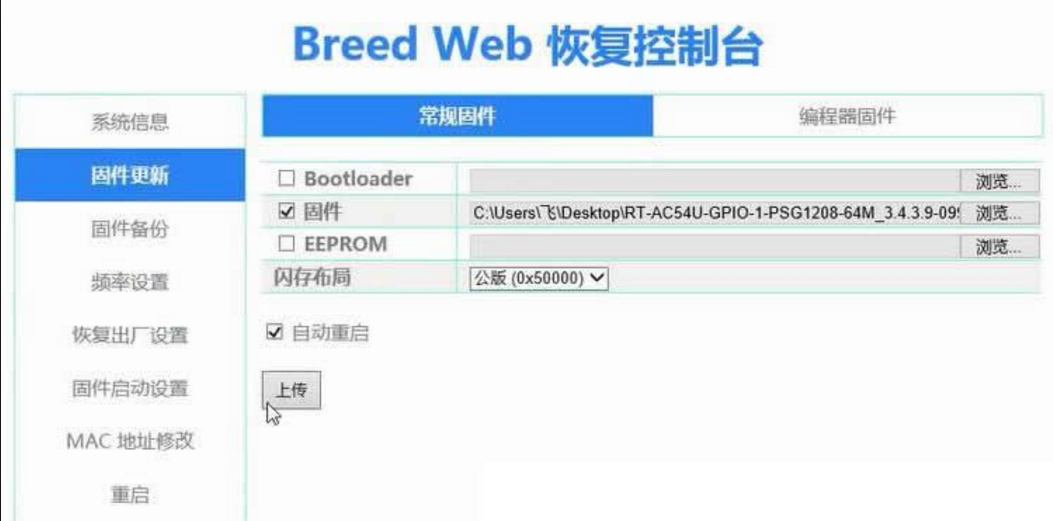 Breed Web 恢复控制台
系统信息
固件更新
固件备份
频率设置
恢复出厂设置
固件启动设置
MAC 地址修改
重启
常规固件 编程器固件
Bootloader 浏览...
固件 C:\Users\飞\Desktop\RT-AC54U-GPIO-1-PSG1208-64M_3.4.3.9-099 浏览...
EEPROM 浏览...
闪存布局 公版 (0x50000)
自动重启
上传